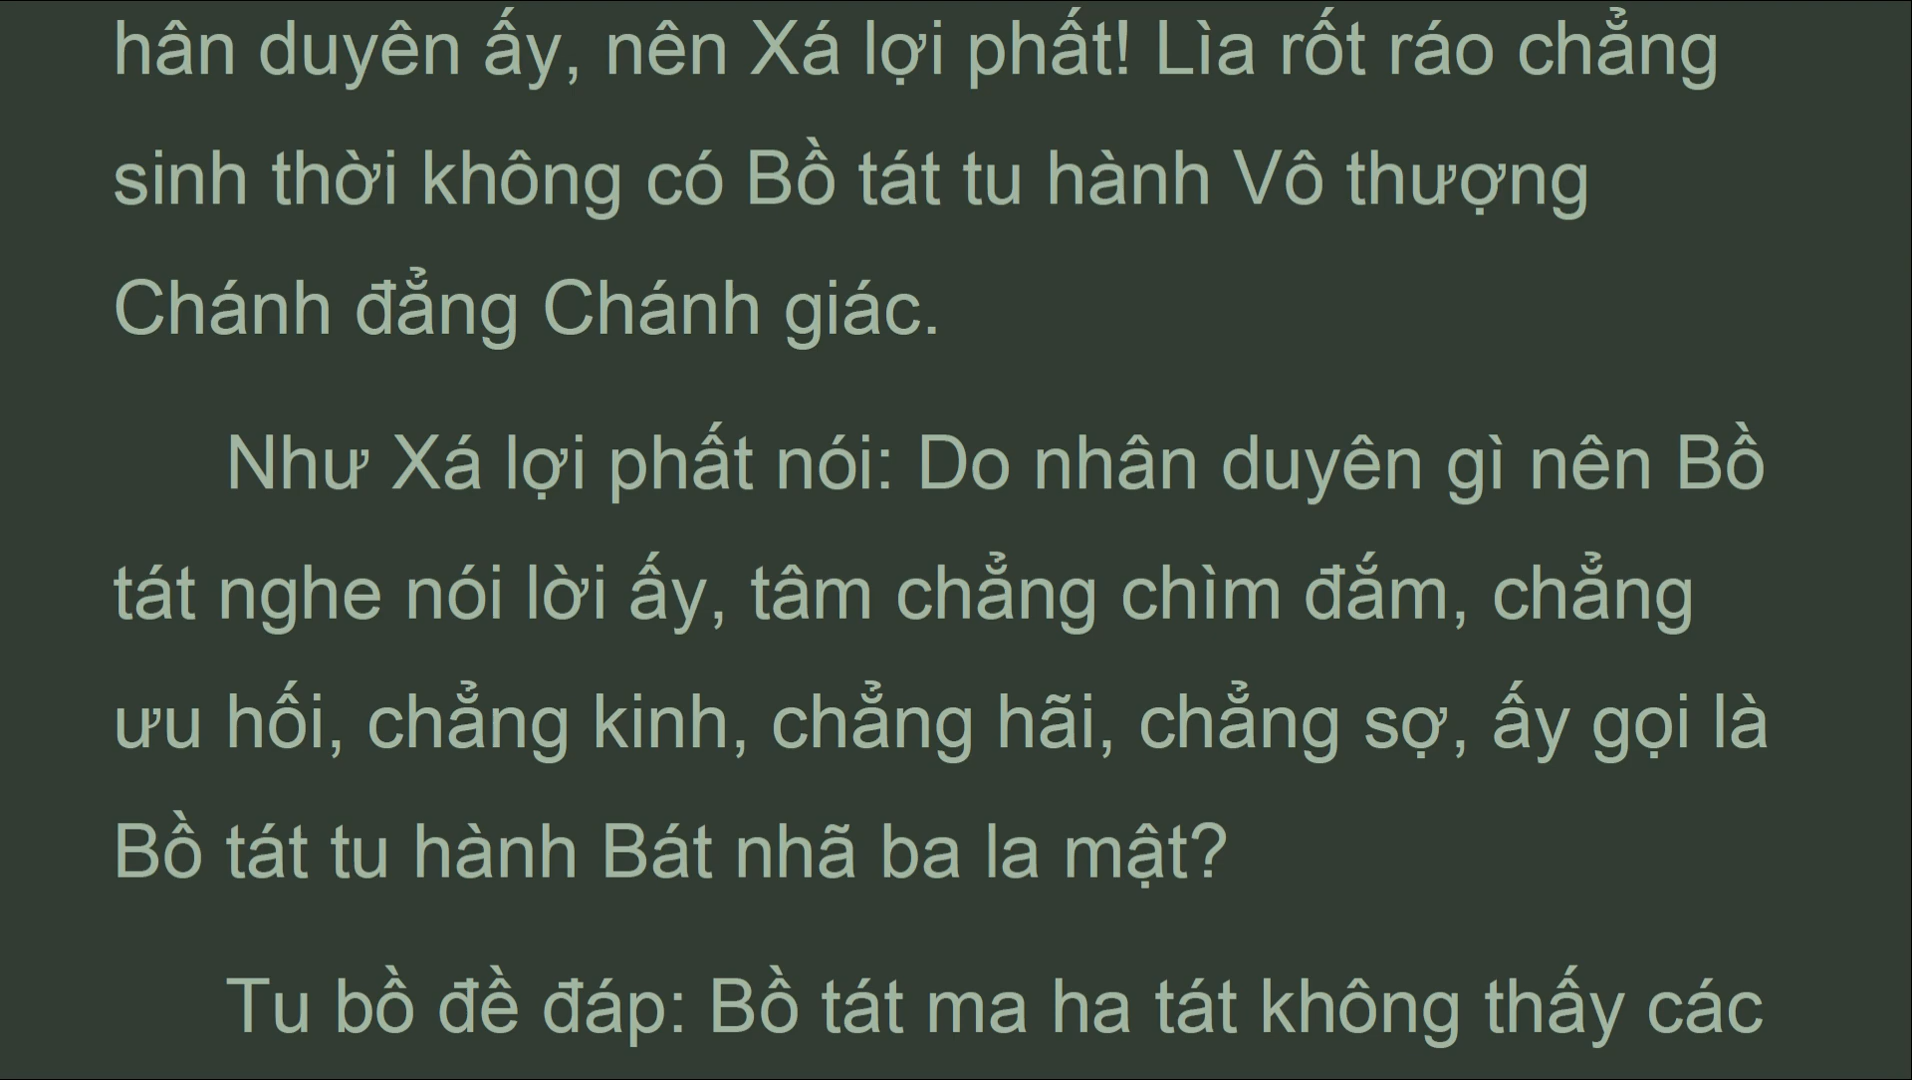 hân duyên ấy, nên Xá lợi phất! Lìa rốt ráo chẳng
sinh thời không có Bồ tát tu hành Vô thượng
Chánh đẳng Chánh giác.
Như Xá lợi phất nói: Do nhân duyên gì nên Bồ
tát nghe nói lời ấy, tâm chẳng chìm đắm, chẳng
ưu hối, chẳng kinh, chẳng hãi, chẳng sợ, ấy gọi là
Bồ tát tu hành Bát nhã ba la mật?
Tu bồ đề đáp: Bồ tát ma ha tát không thấy các